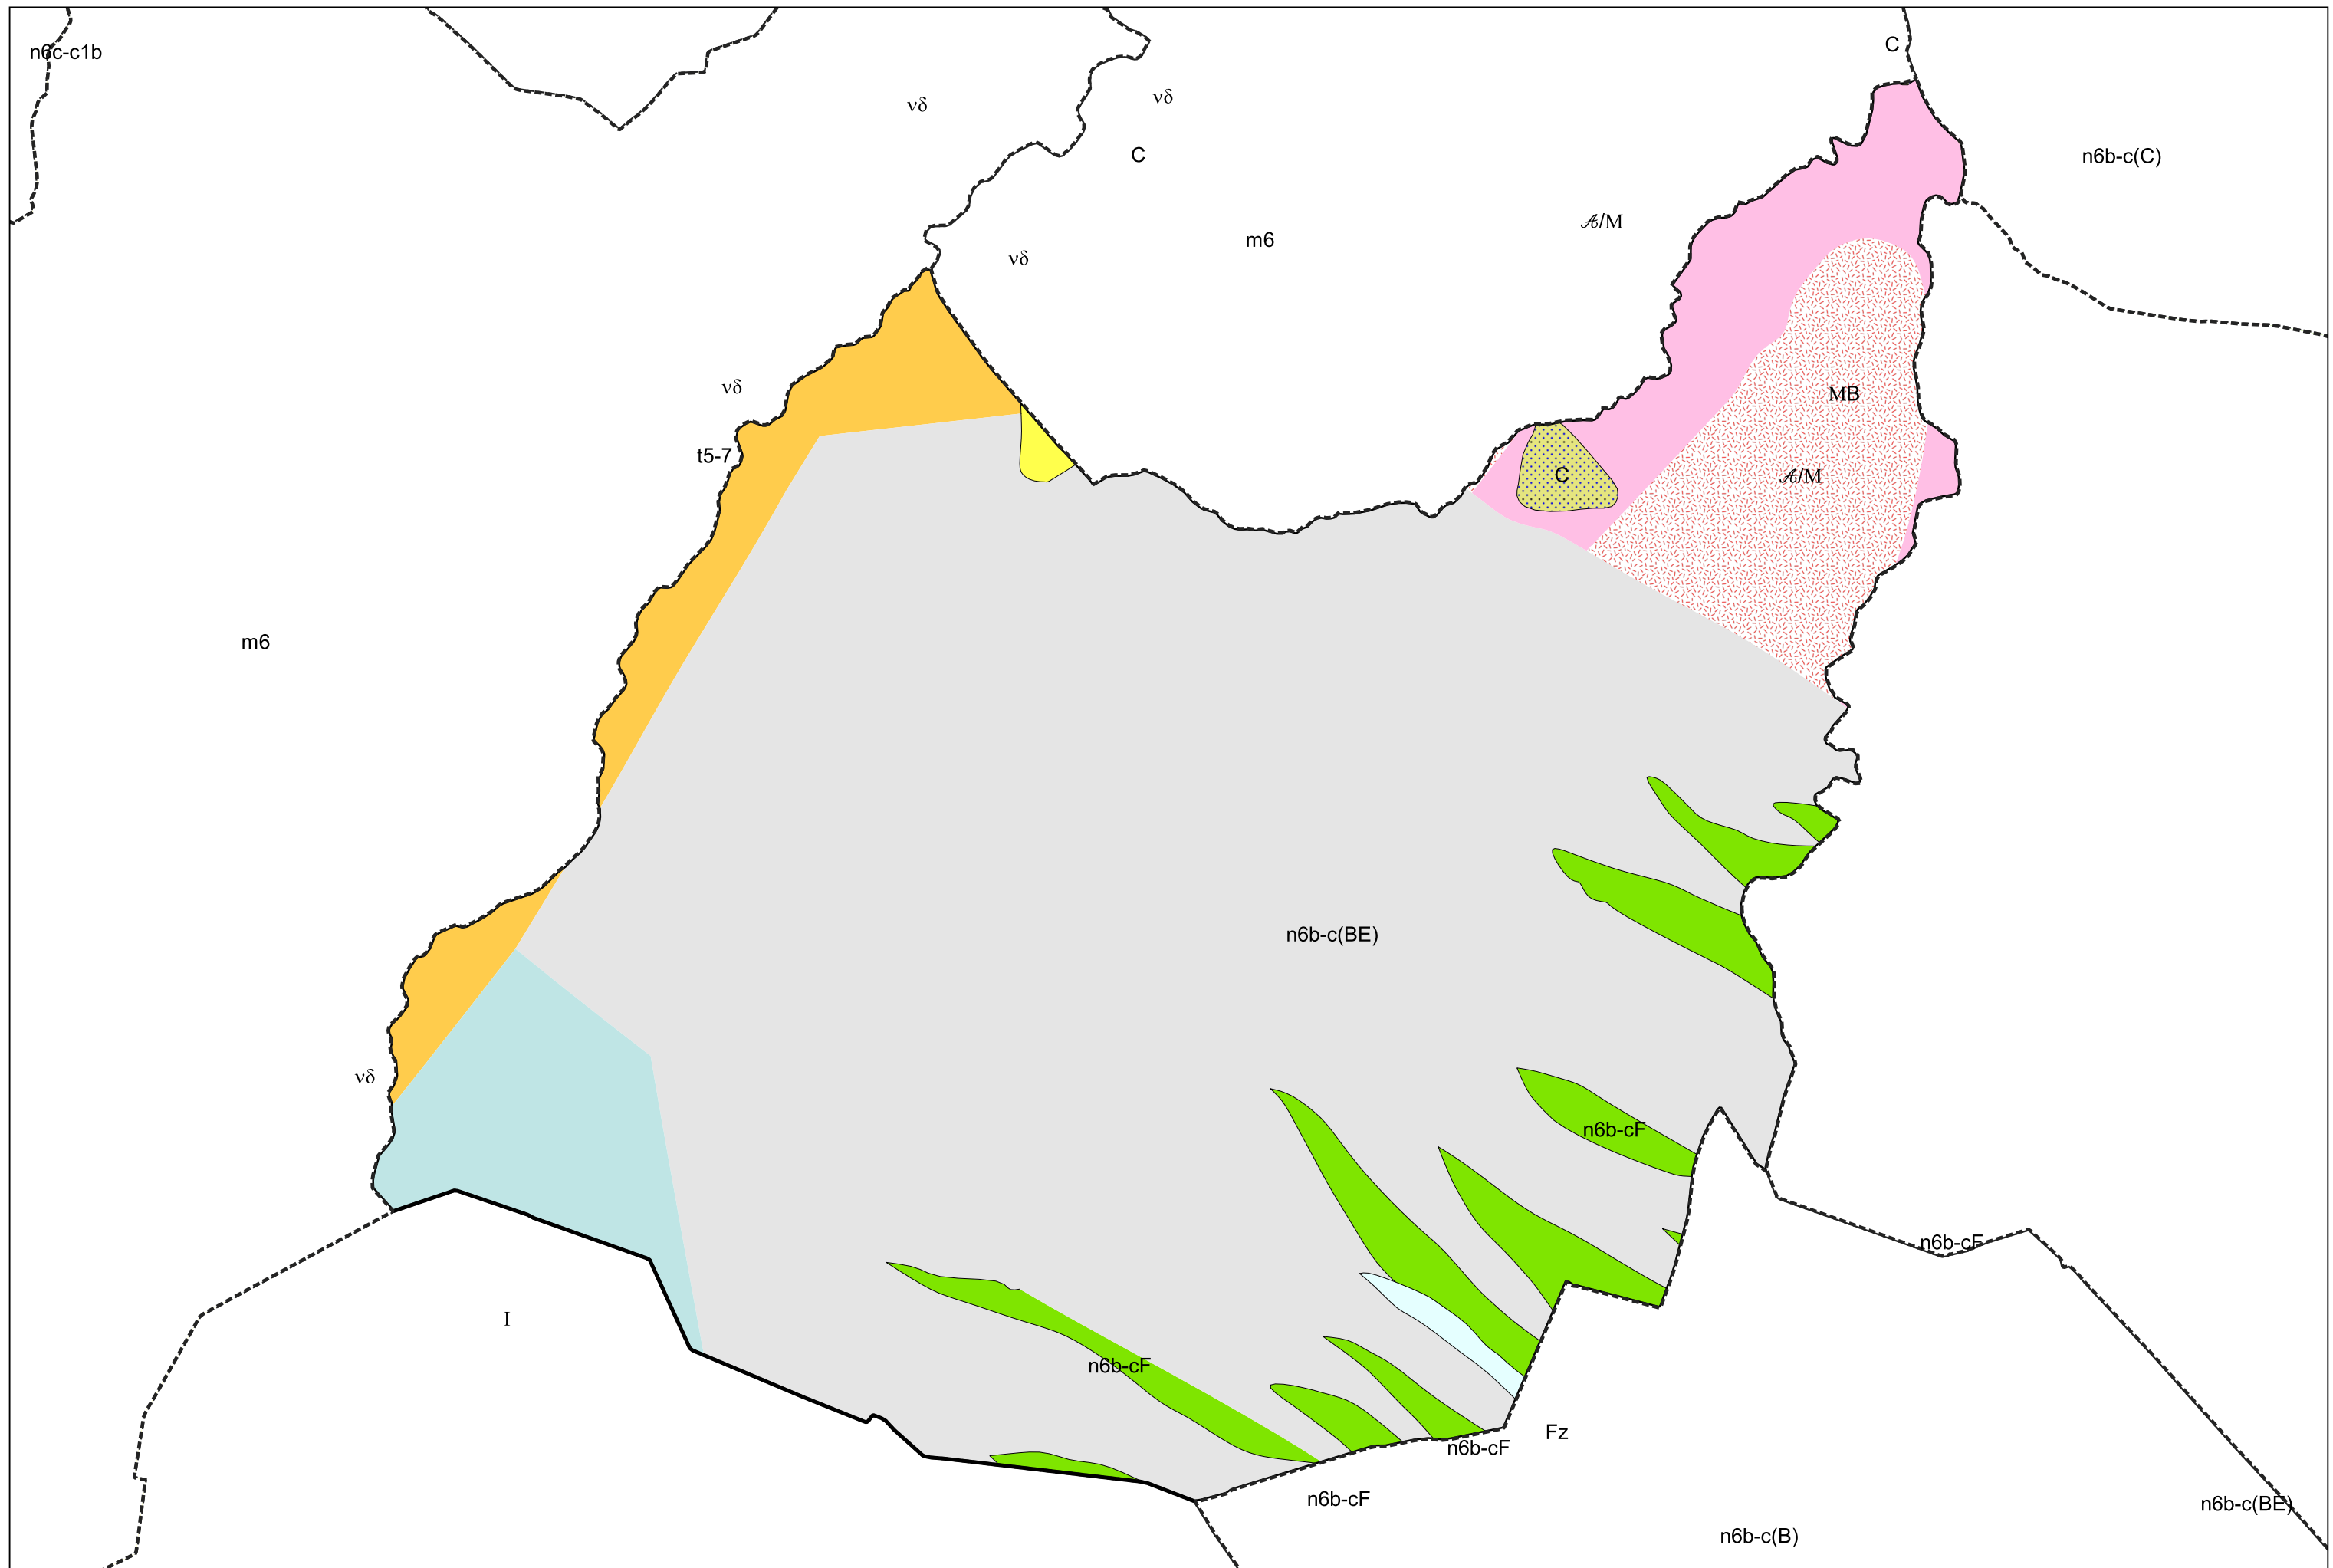 C
n6c-c1b
νδ
νδ
C
n6b-c(C)
𝒜/M
m6
νδ
νδ
MB
t5-7
C
𝒜/M
m6
n6b-c(BE)
νδ
n6b-cF
n6b-cF
I
n6b-cF
Fz
n6b-cF
n6b-cF
n6b-c(BE)
n6b-c(B)